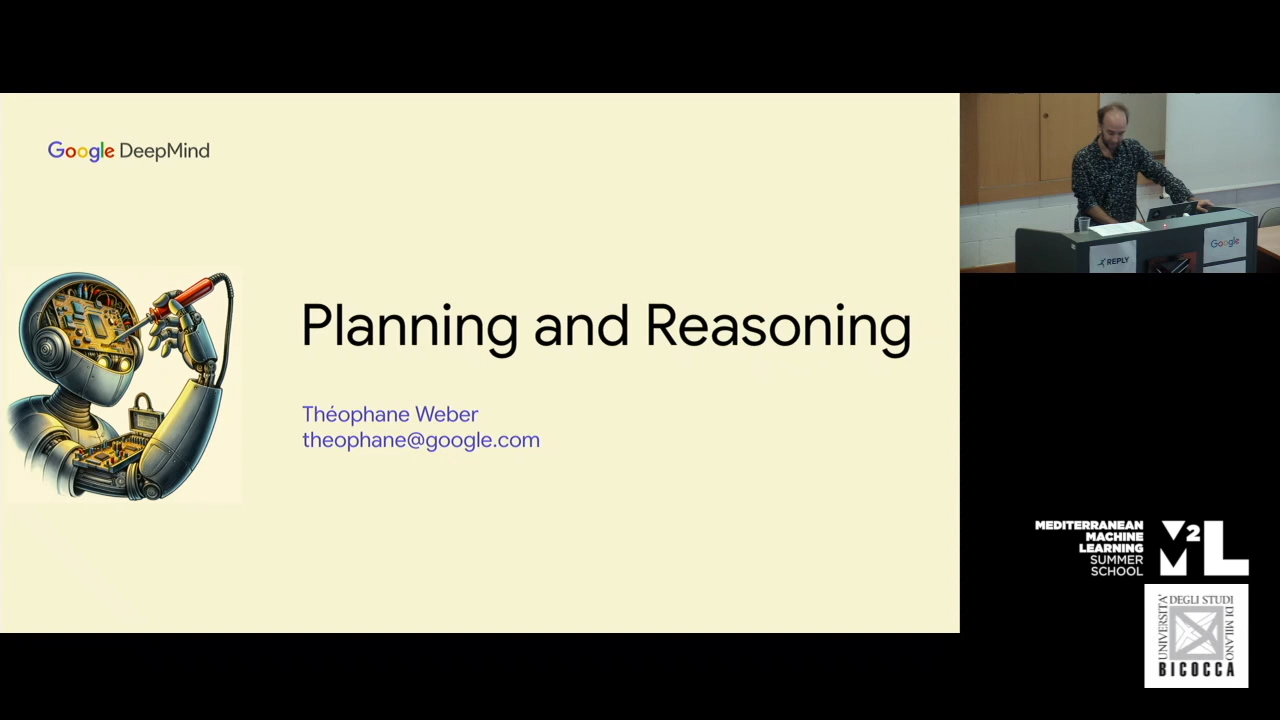 Google DeepMind
Planning and Reasoning
Théophane Weber
theophane@google.com
REPLY
Google
MEDITERRANEAN
MACHINE
LEARNING
SUMMER
SCHOOL
M2L
UNIVERSITA'
DEGLI STUDI
DI MILANO
BICOCCA